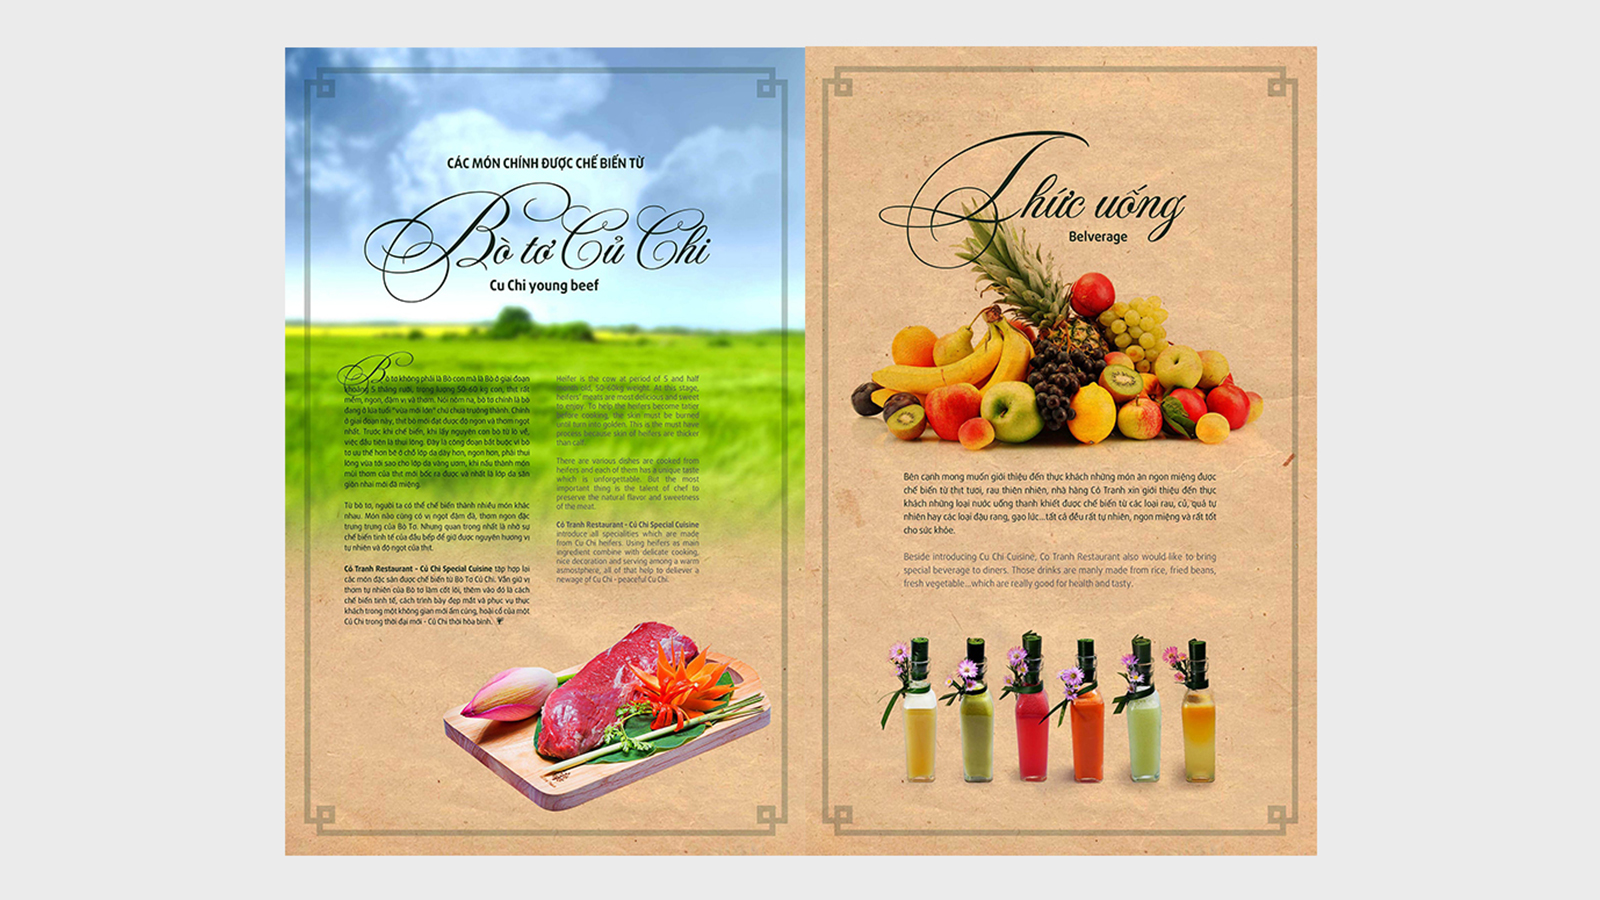 CÁC MÓN CHÍNH ĐƯỢC CHẾ BIẾN TỪ
Bò tơ Củ Chi
Cu Chi young beef
Bò tơ không phải là Bò con mà là Bò ở giai đoạn
khoảng 5 tháng rưỡi, trọng lượng 50-60 kg con, thịt rất
mềm, ngon, đậm vị và thơm. Nói nôm na, bò tơ chính là bò
đang ở lứa tuổi "vừa mới lớn" chứ chưa trưởng thành. Chính
ở giai đoạn này, thịt bò mới đạt được độ ngon và thơm ngọt
nhất. Trước khi chế biến, khi lấy nguyên con bò tơ từ lò về,
việc đầu tiên là thui lông. Đây là công đoạn bắt buộc vì bò
tơ ưu thế hơn bê ở chỗ lớp da dày hơn, ngon hơn, phải thui
lông vừa tới sao cho lớp da vàng ươm, khi nấu thành món
mùi thơm của thịt mới bốc ra được và nhất là lớp da sần
giòn nhai mới đã miệng.
Từ bò tơ, người ta có thể chế biến thành nhiều món khác
nhau. Món nào cũng có vị ngọt đậm đà, thơm ngon đặc
trưng trưng của Bò Tơ. Nhưng quan trọng nhất là nhờ sự
chế biến tinh tế của đầu bếp để giữ được nguyên hương vị
tự nhiên và độ ngọt của thịt.
Cỏ Tranh Restaurant - Củ Chi Special Cuisine tập hợp lại
các món đặc sản được chế biến từ Bò Tơ Củ Chi. Vẫn giữ vị
thơm tự nhiên của Bò tơ làm cốt lõi, thêm vào đó là cách
chế biến tinh tế, cách trình bày đẹp mắt và phục vụ thực
khách trong một không gian mới ấm cúng, hoài cổ của một
Củ Chi trong thời đại mới - Củ Chi thời hòa bình.
Heifer is the cow at period of 5 and half
month-old, 50-60kg weight. At this stage,
heifers' meats are most delicious and sweet
to enjoy. To help the heifers become tatier
before cooking, the skin must be burned
until turn into golden. This is the must have
process because skin of heifers are thicker
than calf.
There are various dishes are cooked from
heifers and each of them has a unique taste
which is unforgettable. But the most
important thing is the talent of chef to
preserve the natural flavor and sweetness
of the meat.
Cỏ Tranh Restaurant - Củ Chi Special Cuisine
introduce all specialities which are made
from Cu Chi heifers. Using heifers as main
ingredient combine with delicate cooking,
nice decoration and serving among a warm
asmostphere, all of that help to deliever a
newage of Cu Chi - peaceful Cu Chi.
Thức uống
Belverage
Bên cạnh mong muốn giới thiệu đến thực khách những món ăn ngon miệng được
chế biến từ thịt tươi, rau thiên nhiên, nhà hàng Cỏ Tranh xin giới thiệu đến thực
khách những loại nước uống thanh khiết được chế biến từ các loại rau, củ, quả tự
nhiên hay các loại đậu rang, gạo lức...tất cả đều rất tự nhiên, ngon miệng và rất tốt
cho sức khỏe.
Beside introducing Cu Chi Cuisine, Co Tranh Restaurant also would like to bring
special beverage to diners. Those drinks are manly made from rice, fried beans,
fresh vegetable...which are really good for health and tasty.